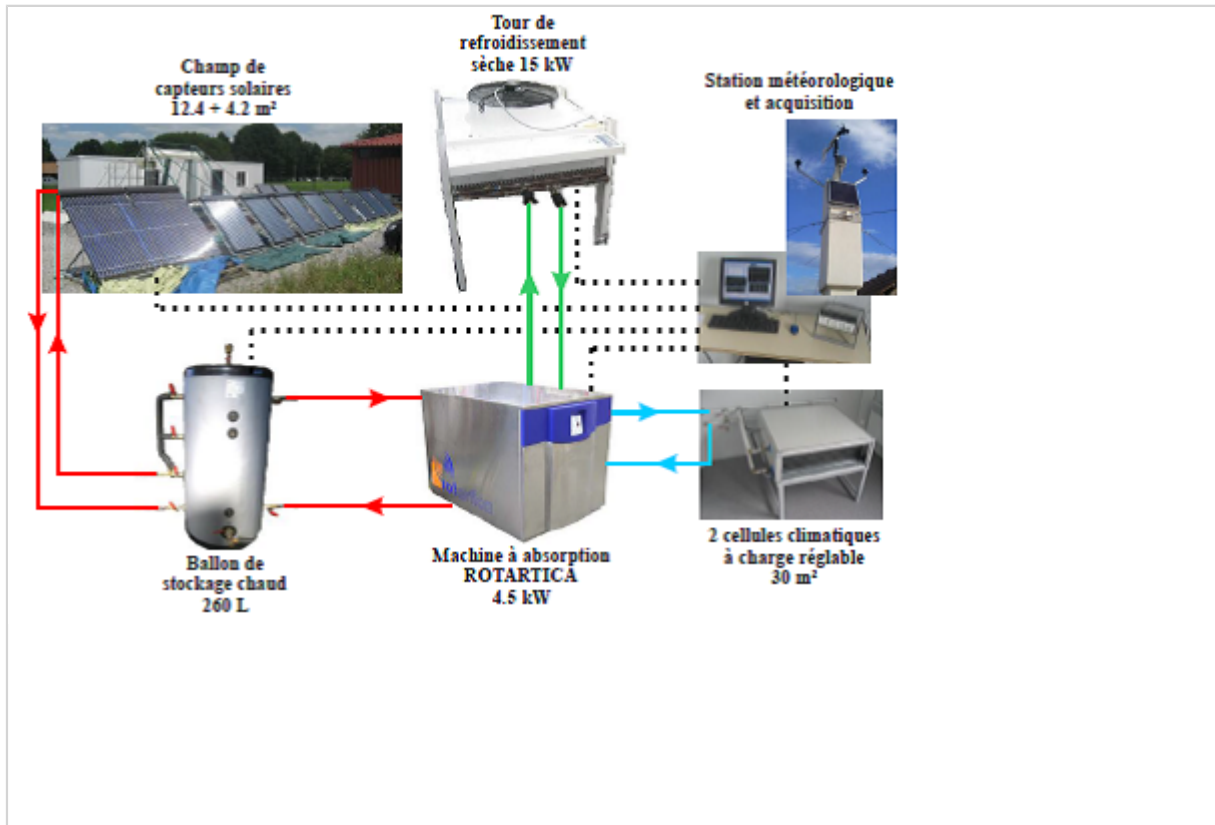 Tour de
refroidissement
sèche 15 kW
Champ de
capteurs solaires
12.4 + 4.2 m²
Station météorologique
et acquisition
Ballon de
stockage chaud
260 L
Machine à absorption
ROTARTICA
4.5 kW
2 cellules climatiques
à charge réglable
30 m²